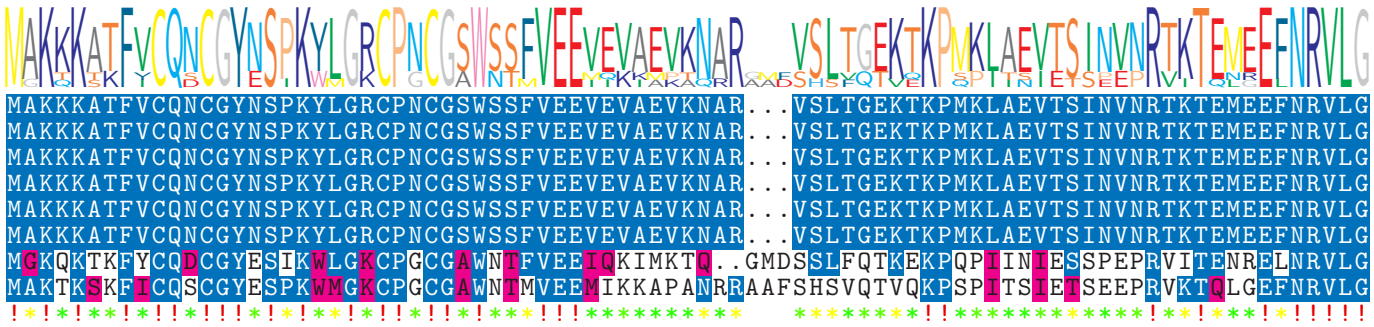 MAKKKATFVCQNCGYNSPKYLGRCPNCGSWSSFVEEVEVAEVKNAR VSLTGEKTKPMKLAEVTSINVNRTKTEMEEFNRVLG
MAKKKATFVCQNCGYNSPKYLGRCPNCGSWSSFVEEVEVAEVKNAR...VSLTGEKTKPMKLAEVTSINVNRTKTEMEEFNRVLG
MAKKKATFVCQNCGYNSPKYLGRCPNCGSWSSFVEEVEVAEVKNAR...VSLTGEKTKPMKLAEVTSINVNRTKTEMEEFNRVLG
MAKKKATFVCQNCGYNSPKYLGRCPNCGSWSSFVEEVEVAEVKNAR...VSLTGEKTKPMKLAEVTSINVNRTKTEMEEFNRVLG
MAKKKATFVCQNCGYNSPKYLGRCPNCGSWSSFVEEVEVAEVKNAR...VSLTGEKTKPMKLAEVTSINVNRTKTEMEEFNRVLG
MAKKKATFVCQNCGYNSPKYLGRCPNCGSWSSFVEEVEVAEVKNAR...VSLTGEKTKPMKLAEVTSINVNRTKTEMEEFNRVLG
MAKKKATFVCQNCGYNSPKYLGRCPNCGSWSSFVEEVEVAEVKNAR...VSLTGEKTKPMKLAEVTSINVNRTKTEMEEFNRVLG
MGKQKTKFYCQDCGYESIKWLGKCPGCGAWNTFVEEIQKIMKTQ..GMDSSLFQTKEKPQPIINIESSPEPRVITENRELNRVLG
MAKTKSKFICQSCGYESPKWMGKCPGCGAWNTMVEEMIKKAPANRRAAFSHSVQTVQKPSPITSIETSEEPRVKTQLGEFNRVLG
!*!*!**!*!!*!!!*!*!**!*!!*!!*!***!!!********** ********!!************!**!***!*!!!!!